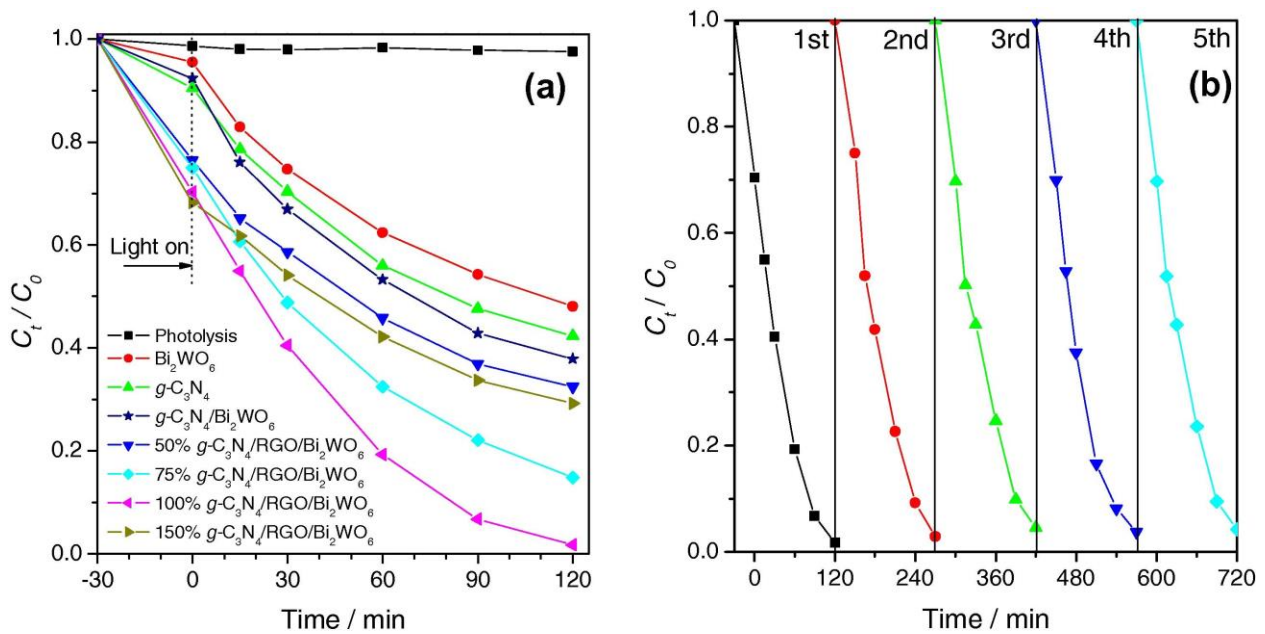 (a)
C_t / C_0
1.0
0.8
0.6
0.4
0.2
0.0
Light on
Photolysis
Bi₂WO₆
g-C₃N₄
g-C₃N₄/Bi₂WO₆
50% g-C₃N₄/RGO/Bi₂WO₆
75% g-C₃N₄/RGO/Bi₂WO₆
100% g-C₃N₄/RGO/Bi₂WO₆
150% g-C₃N₄/RGO/Bi₂WO₆
-30 0 30 60 90 120
Time / min
(b)
C_t / C_0
1.0
0.8
0.6
0.4
0.2
0.0
1st 2nd 3rd 4th 5th
0 120 240 360 480 600 720
Time / min